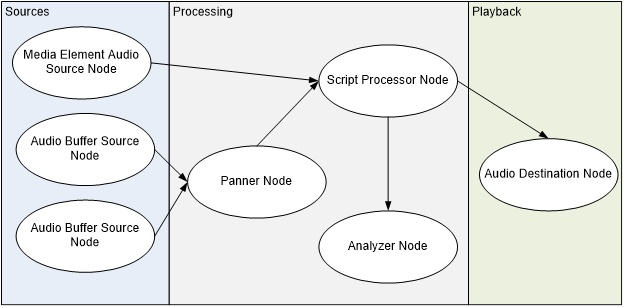 Sources
Processing
Playback
Media Element Audio
Source Node
Script Processor Node
Audio Buffer Source
Node
Panner Node
Audio Destination Node
Audio Buffer Source
Node
Analyzer Node